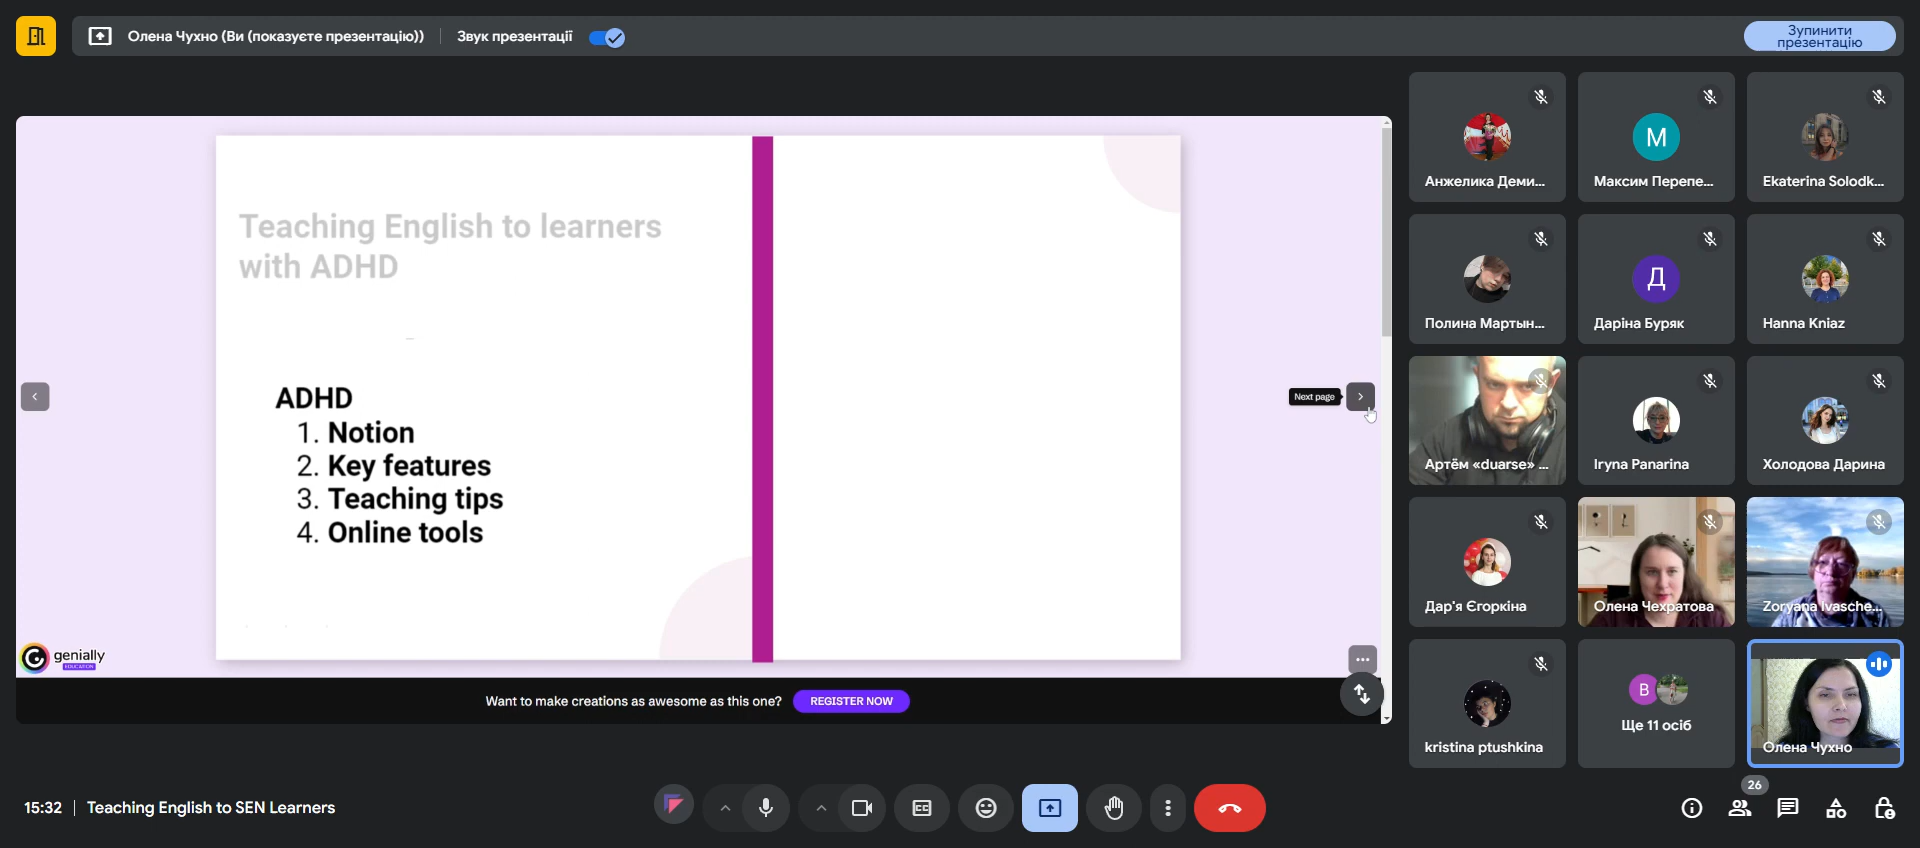 Олена Чухно (Ви (показуєте презентацію))
Звук презентації
Зупинити
презентацію
Teaching English to learners
with ADHD
ADHD
1. Notion
2. Key features
3. Teaching tips
4. Online tools
Next page
genially
EDUCATION
Want to make creations as awesome as this one?
REGISTER NOW
Анжелика Деми...
М
Максим Перепе...
Ekaterina Solodk...
Полина Мартын...
Д
Даріна Буряк
Hanna Kniaz
Артём «duarse» ...
Iryna Panarina
Холодова Дарина
Дар'я Єгоркіна
Олена Чехратова
Zoryana Ivasche...
kristina ptushkina
В
Ще 11 осіб
Олена Чухно
15:32
Teaching English to SEN Learners
CC
26